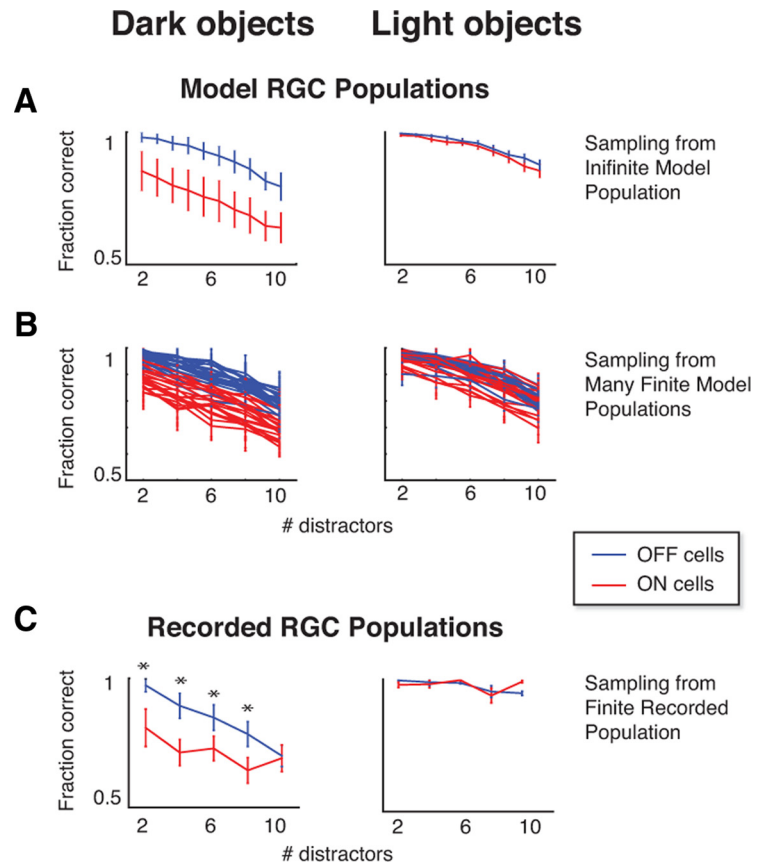 Dark objects Light objects
A
Model RGC Populations
Fraction correct
1
0.5
2 6 10
2 6 10
Sampling from
Inifinite Model
Population
B
Fraction correct
1
0.5
2 6 10
2 6 10
Sampling from
Many Finite Model
Populations
# distractors
OFF cells
ON cells
C
Recorded RGC Populations
Fraction correct
1
0.5
* * * *
2 6 10
2 6 10
Sampling from
Finite Recorded
Population
# distractors